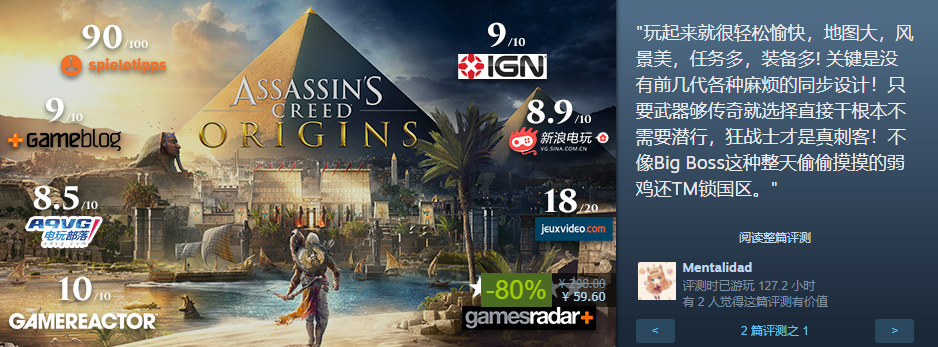 90/100
spieletipps
9/10
IGN
ASSASSIN'S
CREED
ORIGINS
9/10
gameblog
8.9/10
新浪电玩
VG.SINA.COM.CN
8.5/10
A9VG
电玩部落
18/20
jeuxvideo.com
10/10
GAMEREACTOR
-80%
¥ 298.00
¥ 59.60
gamesradar+
"玩起来就很轻松愉快，地图大，风
景美，任务多，装备多! 关键是没
有前几代各种麻烦的同步设计！只
要武器够传奇就选择直接干根本不
需要潜行，狂战士才是真刺客！不
像Big Boss这种整天偷偷摸摸的弱
鸡还TM锁国区。"
阅读整篇评测
Mentalidad
评测时已游玩 127.2 小时
有 2 人觉得这篇评测有价值
<
2 篇评测之 1
>